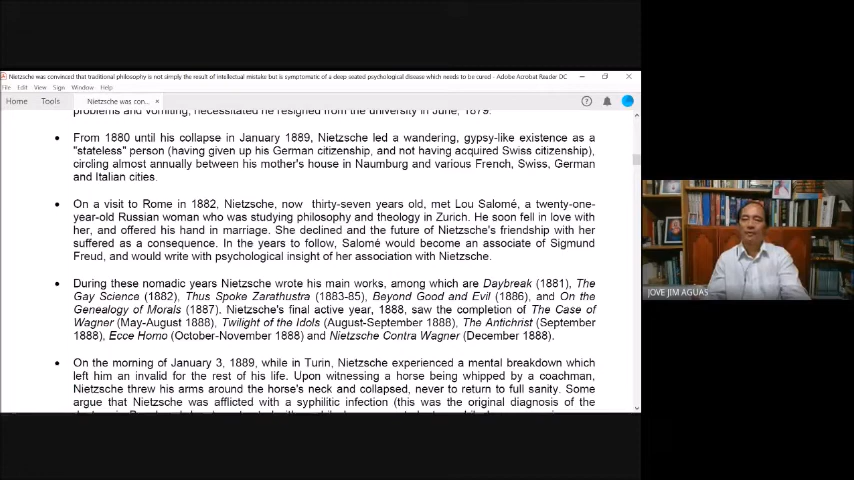 Nietzsche was convinced that traditional philosophy is not simply the result of intellectual mistake but is symptomatic of a deep seated psychological disease which needs to be cured - Adobe Acrobat Reader DC
File Edit View Sign Window Help
Home Tools Nietzsche was con... ×
problems and vomiting, necessitated he resigned from the university in June, 1879.
• From 1880 until his collapse in January 1889, Nietzsche led a wandering, gypsy-like existence as a
"stateless" person (having given up his German citizenship, and not having acquired Swiss citizenship),
circling almost annually between his mother's house in Naumburg and various French, Swiss, German
and Italian cities.
• On a visit to Rome in 1882, Nietzsche, now thirty-seven years old, met Lou Salomé, a twenty-one-
year-old Russian woman who was studying philosophy and theology in Zurich. He soon fell in love with
her, and offered his hand in marriage. She declined and the future of Nietzsche's friendship with her
suffered as a consequence. In the years to follow, Salomé would become an associate of Sigmund
Freud, and would write with psychological insight of her association with Nietzsche.
• During these nomadic years Nietzsche wrote his main works, among which are Daybreak (1881), The
Gay Science (1882), Thus Spoke Zarathustra (1883-85), Beyond Good and Evil (1886), and On the
Genealogy of Morals (1887). Nietzsche's final active year, 1888, saw the completion of The Case of
Wagner (May-August 1888), Twilight of the Idols (August-September 1888), The Antichrist (September
1888), Ecce Homo (October-November 1888) and Nietzsche Contra Wagner (December 1888).
• On the morning of January 3, 1889, while in Turin, Nietzsche experienced a mental breakdown which
left him an invalid for the rest of his life. Upon witnessing a horse being whipped by a coachman,
Nietzsche threw his arms around the horse's neck and collapsed, never to return to full sanity. Some
argue that Nietzsche was afflicted with a syphilitic infection (this was the original diagnosis of the
JOVE JIM AGUAS